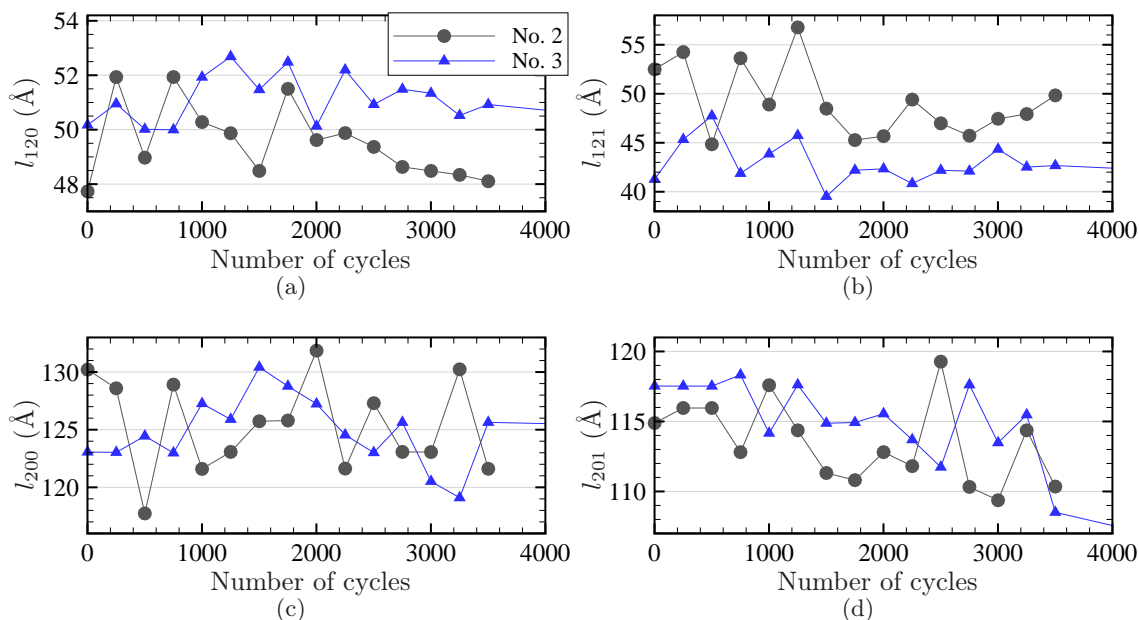 54
52
50
48
l120 (Å)
No. 2
No. 3
0 1000 2000 3000 4000
Number of cycles
(a)
55
50
45
40
l121 (Å)
0 1000 2000 3000 4000
Number of cycles
(b)
130
125
120
l200 (Å)
0 1000 2000 3000 4000
Number of cycles
(c)
120
115
110
l201 (Å)
0 1000 2000 3000 4000
Number of cycles
(d)